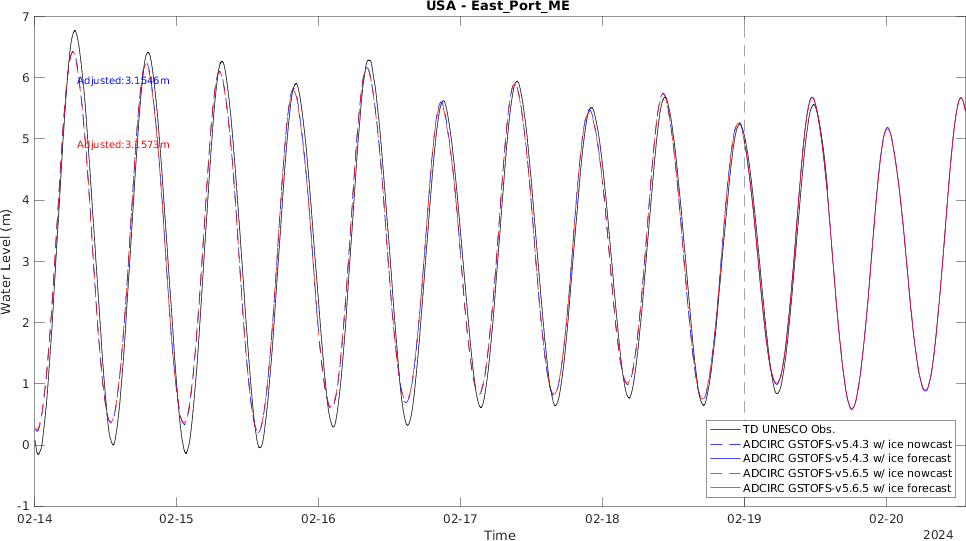 USA - East_Port_ME
7
6
5
4
3
2
1
0
-1
Water Level (m)
Adjusted:3.1546m
Adjusted:3.1573m
TD UNESCO Obs.
ADCIRC GSTOFS-v5.4.3 w/ ice nowcast
ADCIRC GSTOFS-v5.4.3 w/ ice forecast
ADCIRC GSTOFS-v5.6.5 w/ ice nowcast
ADCIRC GSTOFS-v5.6.5 w/ ice forecast
02-14 02-15 02-16 02-17 02-18 02-19 02-20
Time
2024